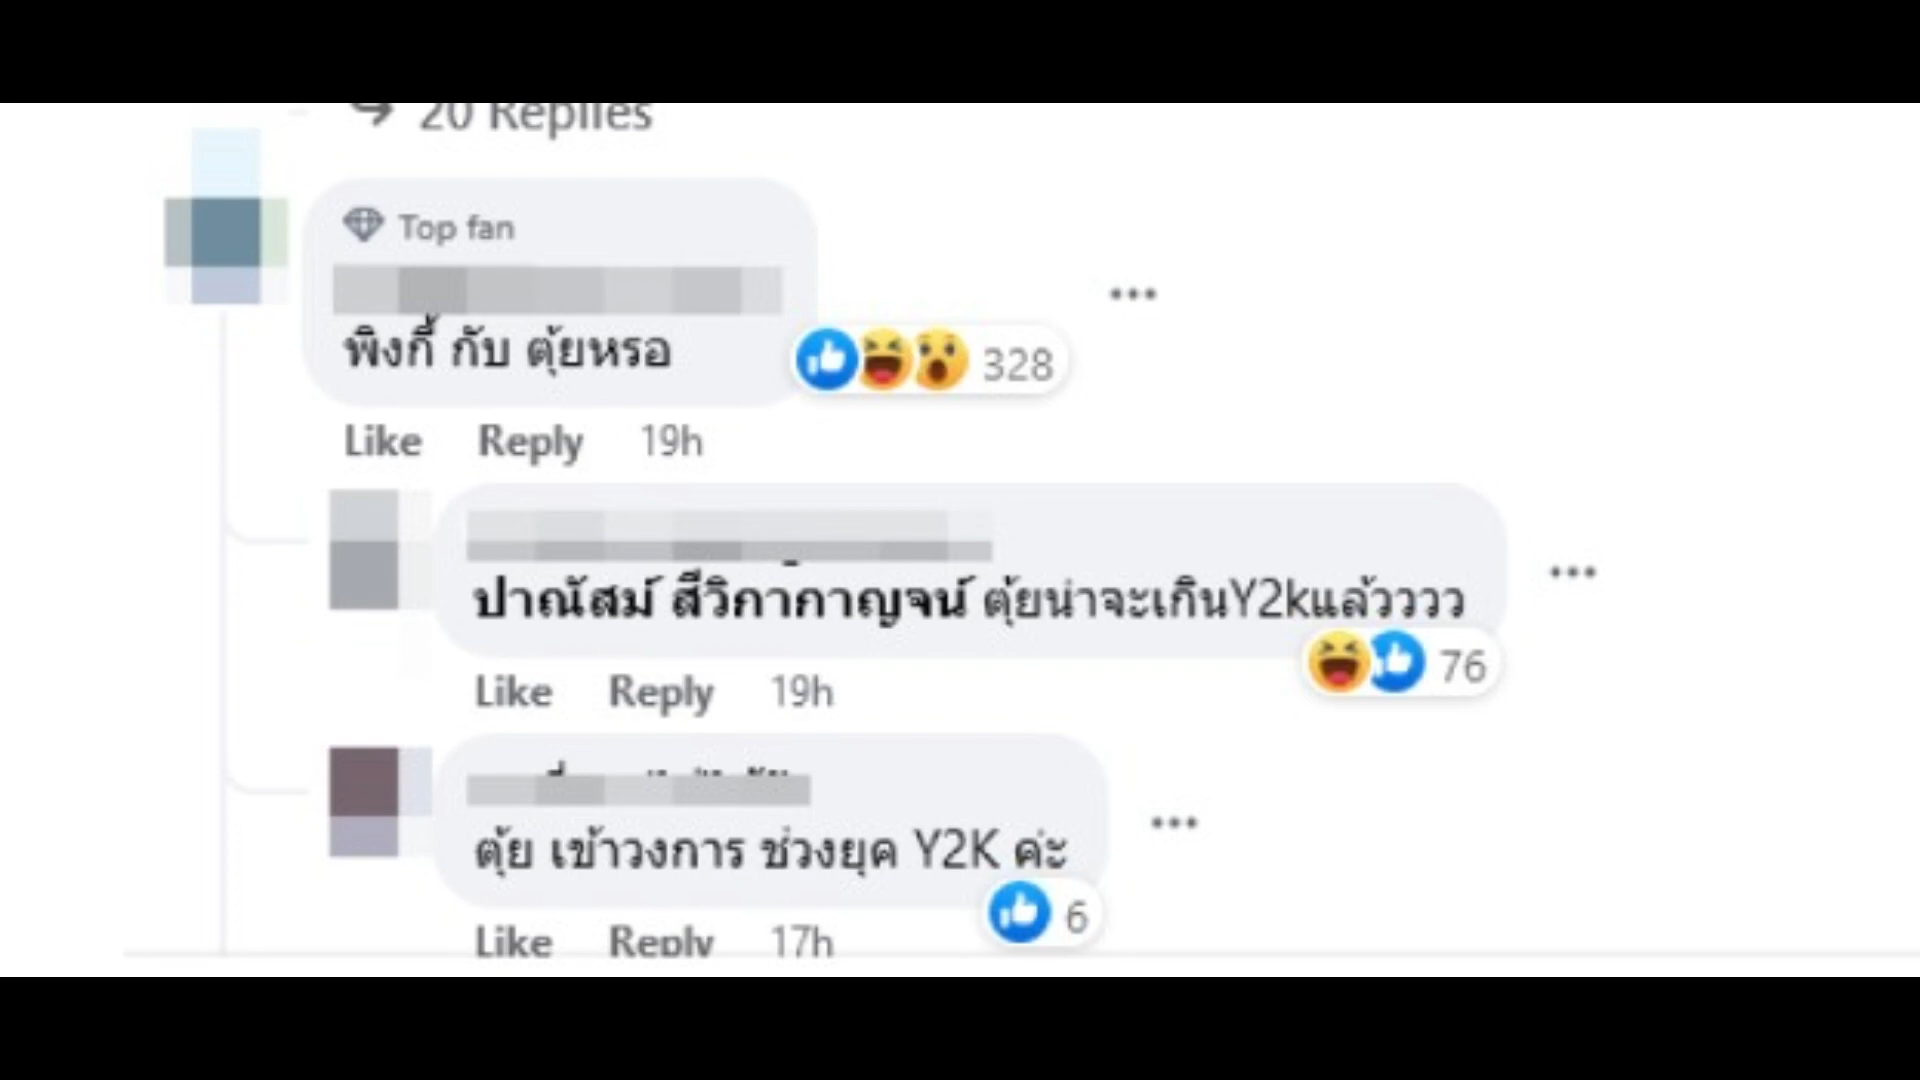 20 Replies
Top fan
พิงกี้ กับ ตุ้ยหรอ
328
Like Reply 19h
ปาณัสม์ สีวิกากาญจน์ ตุ้ยน่าจะเกินY2kแล้วววว
76
Like Reply 19h
ตุ้ย เข้าวงการ ช่วงยุค Y2K ค่ะ
6
Like Reply 17h